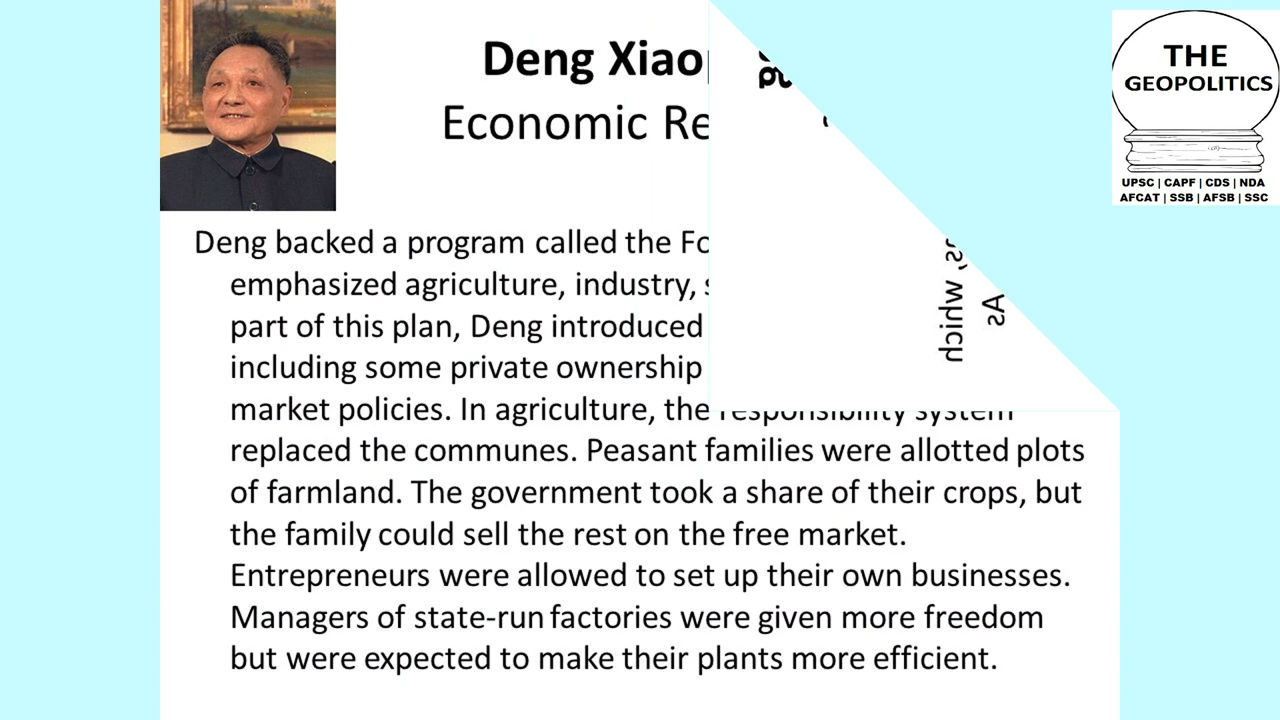 Deng Xiao
Economic Re
Deng backed a program called the Fo
emphasized agriculture, industry,
part of this plan, Deng introduced
including some private ownership
market policies. In agriculture, the responsibility system
replaced the communes. Peasant families were allotted plots
of farmland. The government took a share of their crops, but
the family could sell the rest on the free market.
Entrepreneurs were allowed to set up their own businesses.
Managers of state-run factories were given more freedom
but were expected to make their plants more efficient.
which
As
THE
GEOPOLITICS
UPSC | CAPF | CDS | NDA
AFCAT | SSB | AFSB | SSC